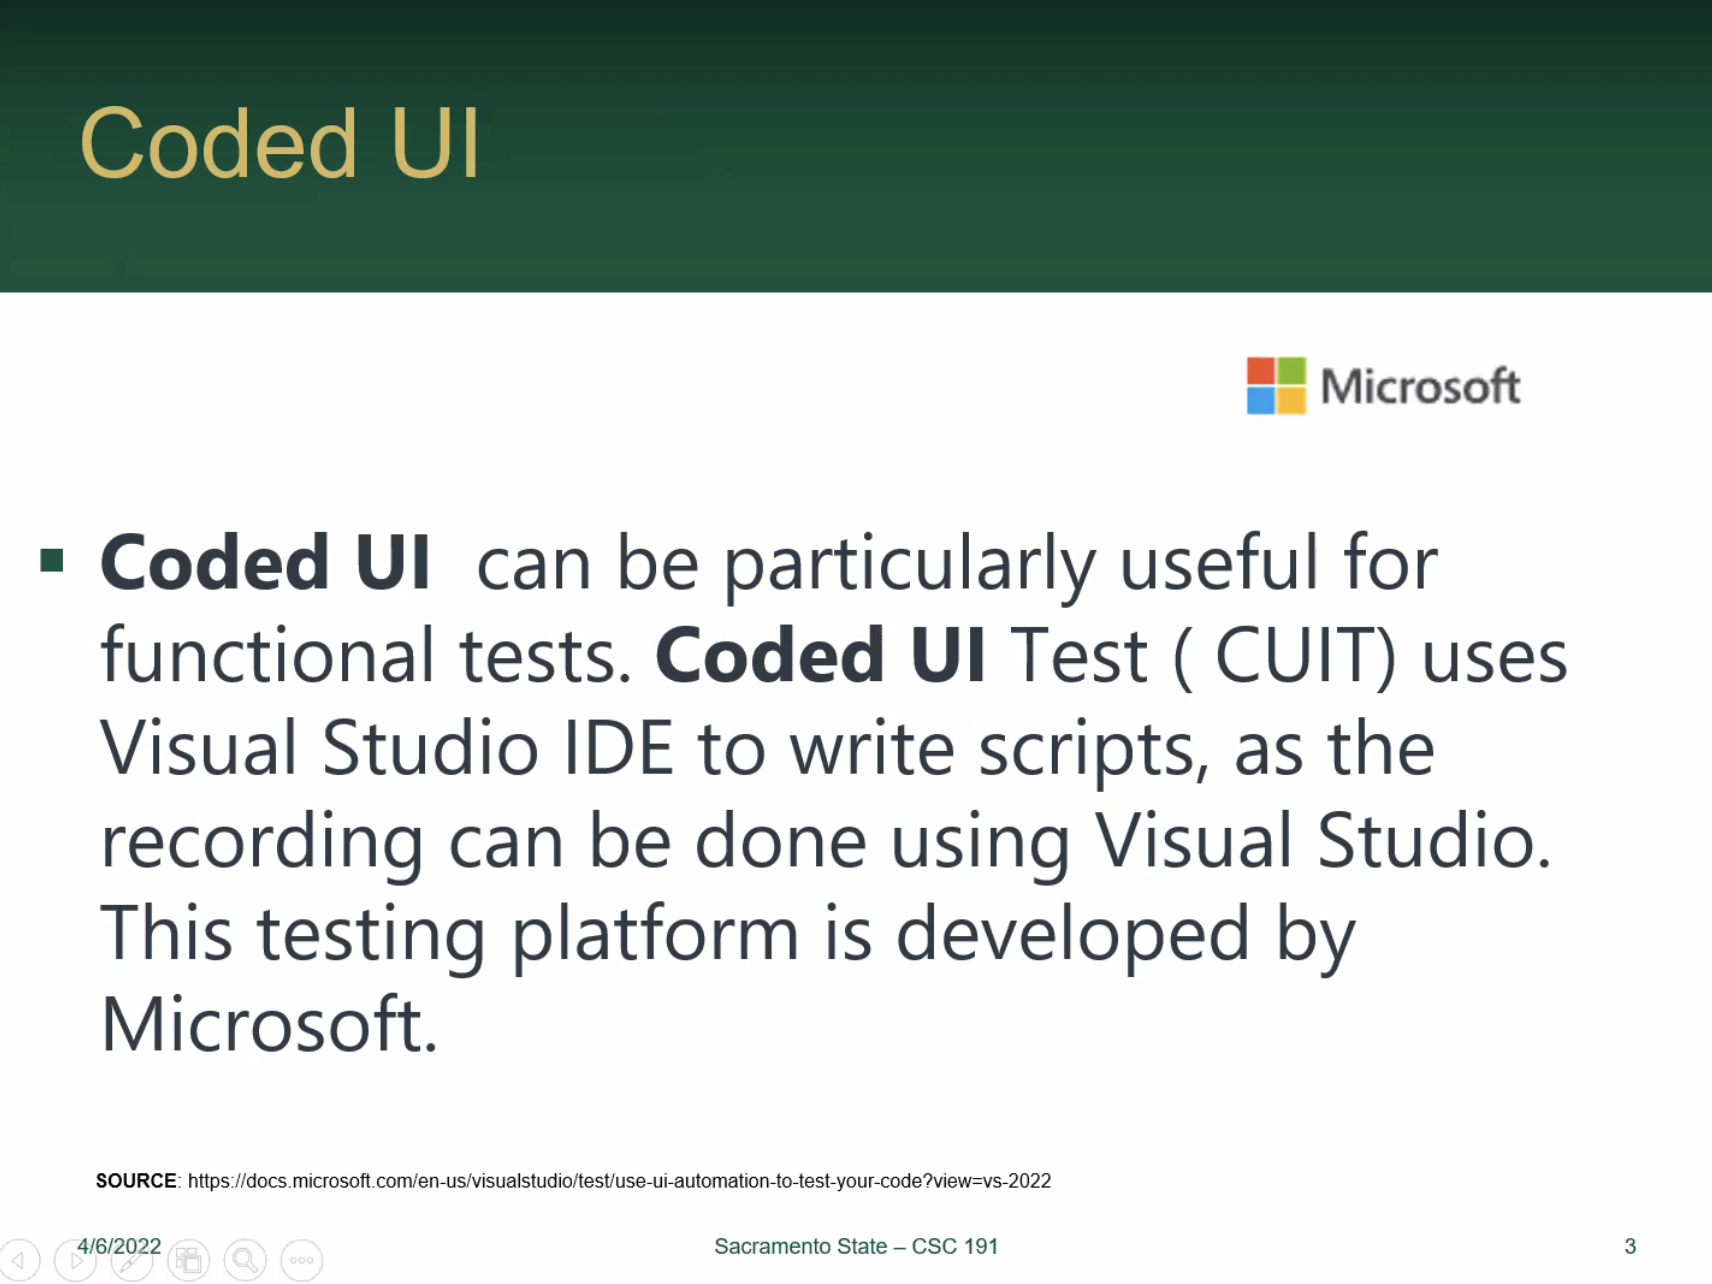 Coded UI
Microsoft
▪ Coded UI  can be particularly useful for
functional tests. Coded UI Test ( CUIT) uses
Visual Studio IDE to write scripts, as the
recording can be done using Visual Studio.
This testing platform is developed by
Microsoft.
SOURCE: https://docs.microsoft.com/en-us/visualstudio/test/use-ui-automation-to-test-your-code?view=vs-2022
4/6/2022
Sacramento State – CSC 191
3